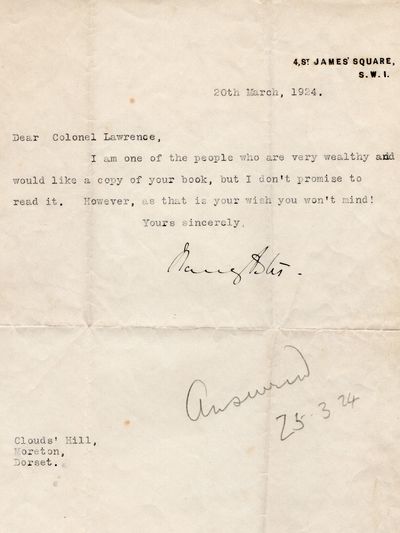 4, ST JAMES' SQUARE,
S.W.1.
20th March, 1924.
Dear Colonel Lawrence,
I am one of the people who are very wealthy and
would like a copy of your book, but I don't promise to
read it. However, as that is your wish you won't mind!
Yours sincerely,
Nancy Astor.
Answered
25.3.24
Clouds' Hill,
Moreton,
Dorset.